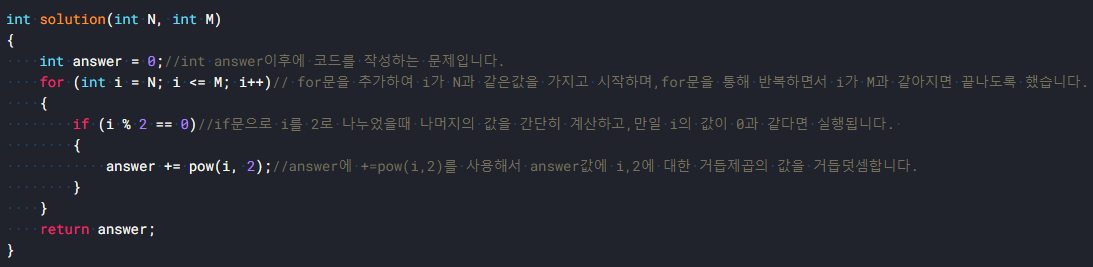 int solution(int N, int M)
{
    int answer = 0;//int answer이후에 코드를 작성하는 문제입니다.
    for (int i = N; i <= M; i++)// for문을 추가하여 i가 N과 같은값을 가지고 시작하며,for문을 통해 반복하면서 i가 M과 같아지면 끝나도록 했습니다.
    {
        if (i % 2 == 0)//if문으로 i를 2로 나누었을때 나머지의 값을 간단히 계산하고,만일 i의 값이 0과 같다면 실행됩니다.
        {
            answer += pow(i, 2);//answer에 +=pow(i,2)를 사용해서 answer값에 i,2에 대한 거듭제곱의 값을 거듭덧셈합니다.
        }
    }
    return answer;
}